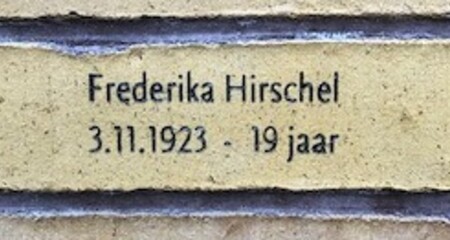 Frederika Hirschel
3.11.1923 - 19 jaar